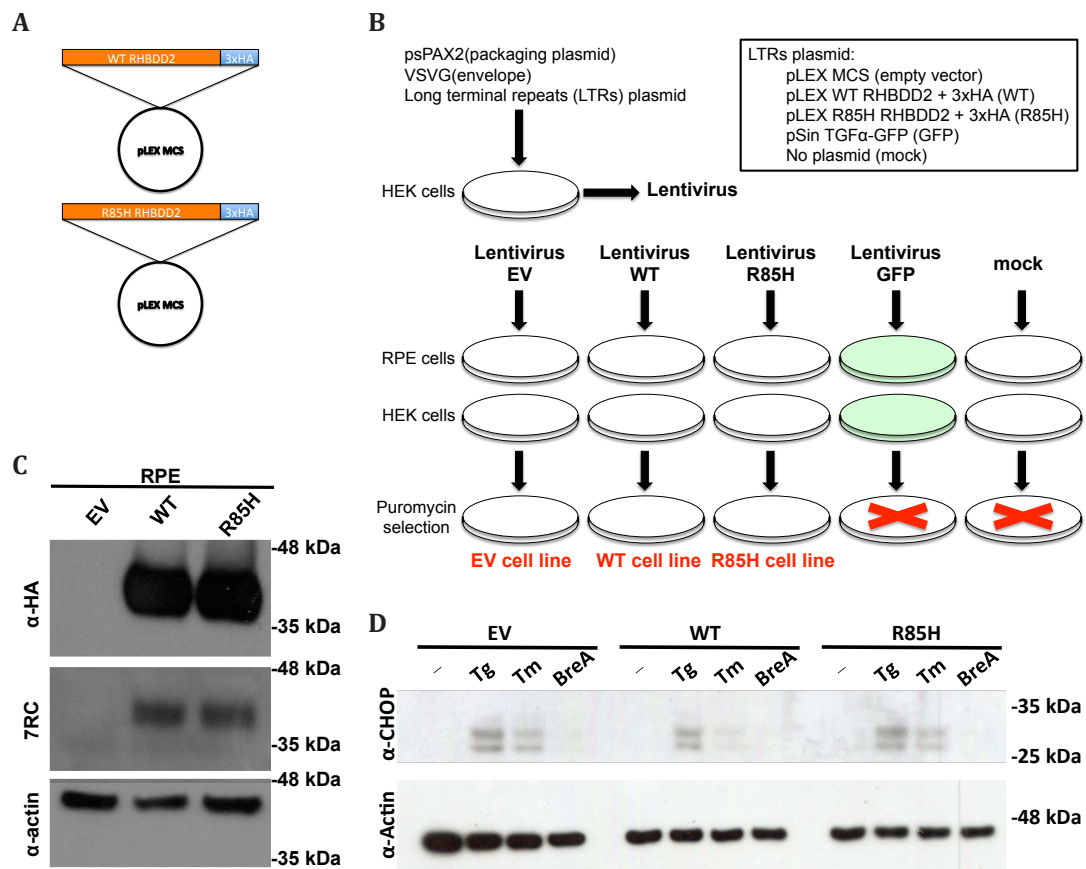 A
WT RHBDD2 3xHA
pLEX MCS
R85H RHBDD2 3xHA
pLEX MCS
B
psPAX2(packaging plasmid)
VSVG(envelope)
Long terminal repeats (LTRs) plasmid
LTRs plasmid:
pLEX MCS (empty vector)
pLEX WT RHBDD2 + 3xHA (WT)
pLEX R85H RHBDD2 + 3xHA (R85H)
pSin TGFα-GFP (GFP)
No plasmid (mock)
HEK cells
Lentivirus
Lentivirus EV
Lentivirus WT
Lentivirus R85H
Lentivirus GFP
mock
RPE cells
HEK cells
Puromycin selection
EV cell line
WT cell line
R85H cell line
C
RPE
EV WT R85H
α-HA
-48 kDa
-35 kDa
7RC
-48 kDa
-35 kDa
α-actin
-48 kDa
-35 kDa
D
EV WT R85H
– Tg Tm BreA – Tg Tm BreA – Tg Tm BreA
α-CHOP
-35 kDa
-25 kDa
α-Actin
-48 kDa